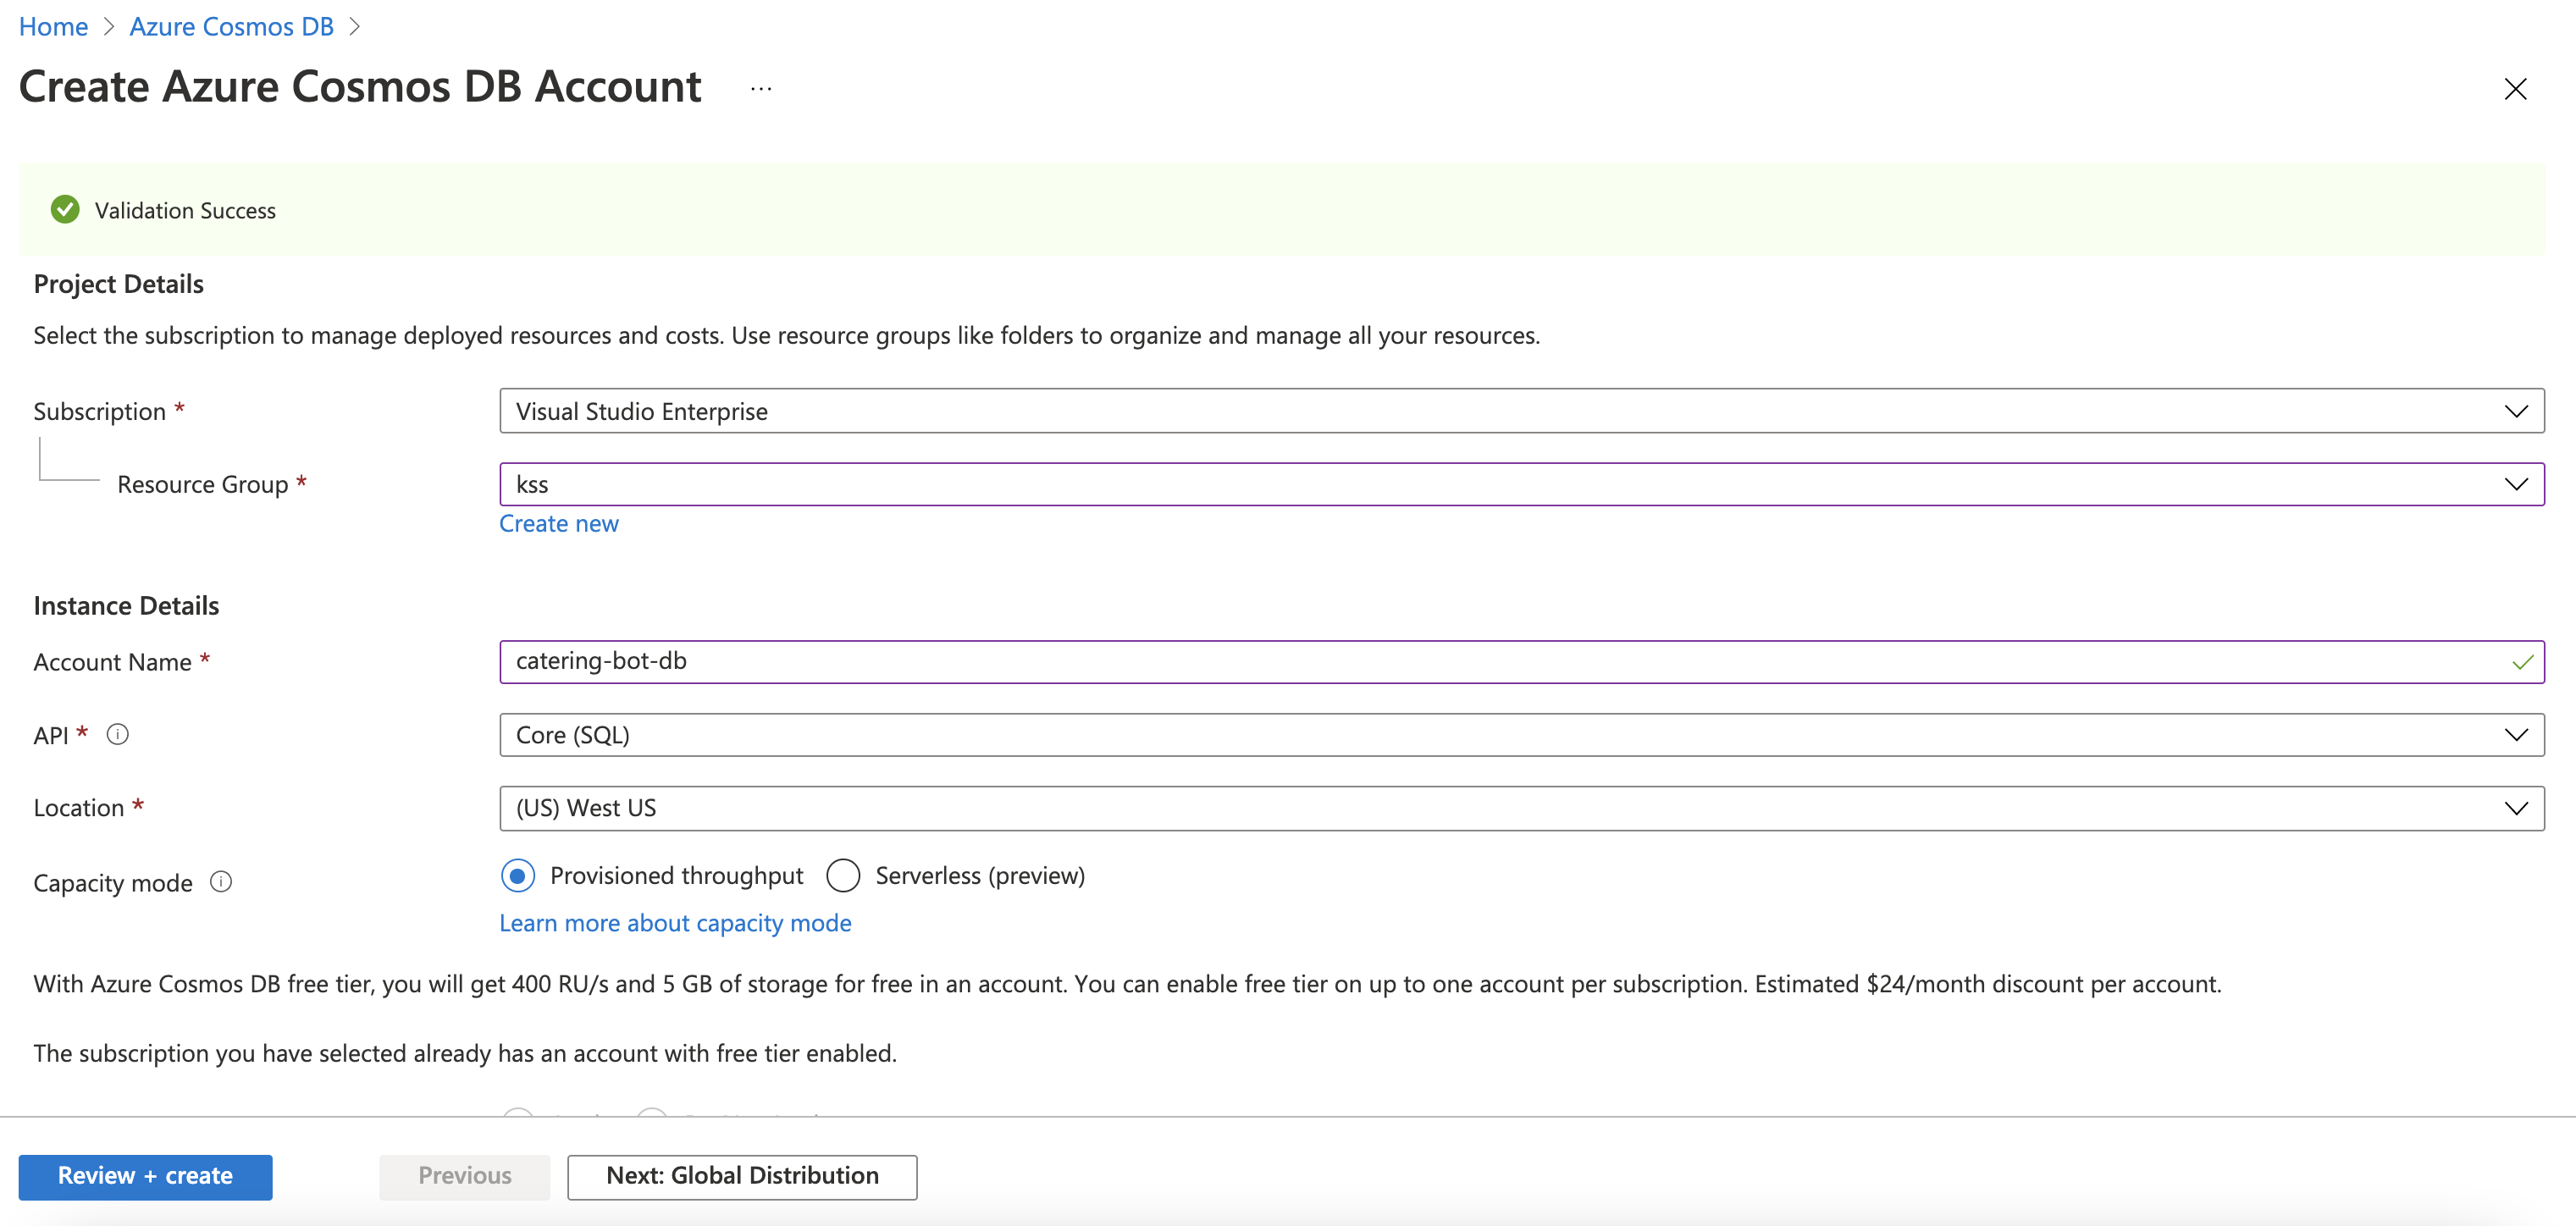 Home > Azure Cosmos DB >
Create Azure Cosmos DB Account ...
Validation Success
Project Details
Select the subscription to manage deployed resources and costs. Use resource groups like folders to organize and manage all your resources.
Subscription * Visual Studio Enterprise
Resource Group * kss
Create new
Instance Details
Account Name * catering-bot-db
API * Core (SQL)
Location * (US) West US
Capacity mode Provisioned throughput Serverless (preview)
Learn more about capacity mode
With Azure Cosmos DB free tier, you will get 400 RU/s and 5 GB of storage for free in an account. You can enable free tier on up to one account per subscription. Estimated $24/month discount per account.
The subscription you have selected already has an account with free tier enabled.
Review + create Previous Next: Global Distribution